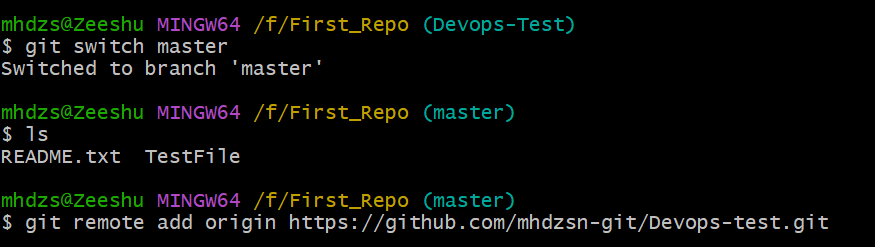 mhdzs@Zeeshu MINGW64 /f/First_Repo (Devops-Test)
$ git switch master
Switched to branch 'master'
mhdzs@Zeeshu MINGW64 /f/First_Repo (master)
$ ls
README.txt  TestFile
mhdzs@Zeeshu MINGW64 /f/First_Repo (master)
$ git remote add origin https://github.com/mhdzsn-git/Devops-test.git